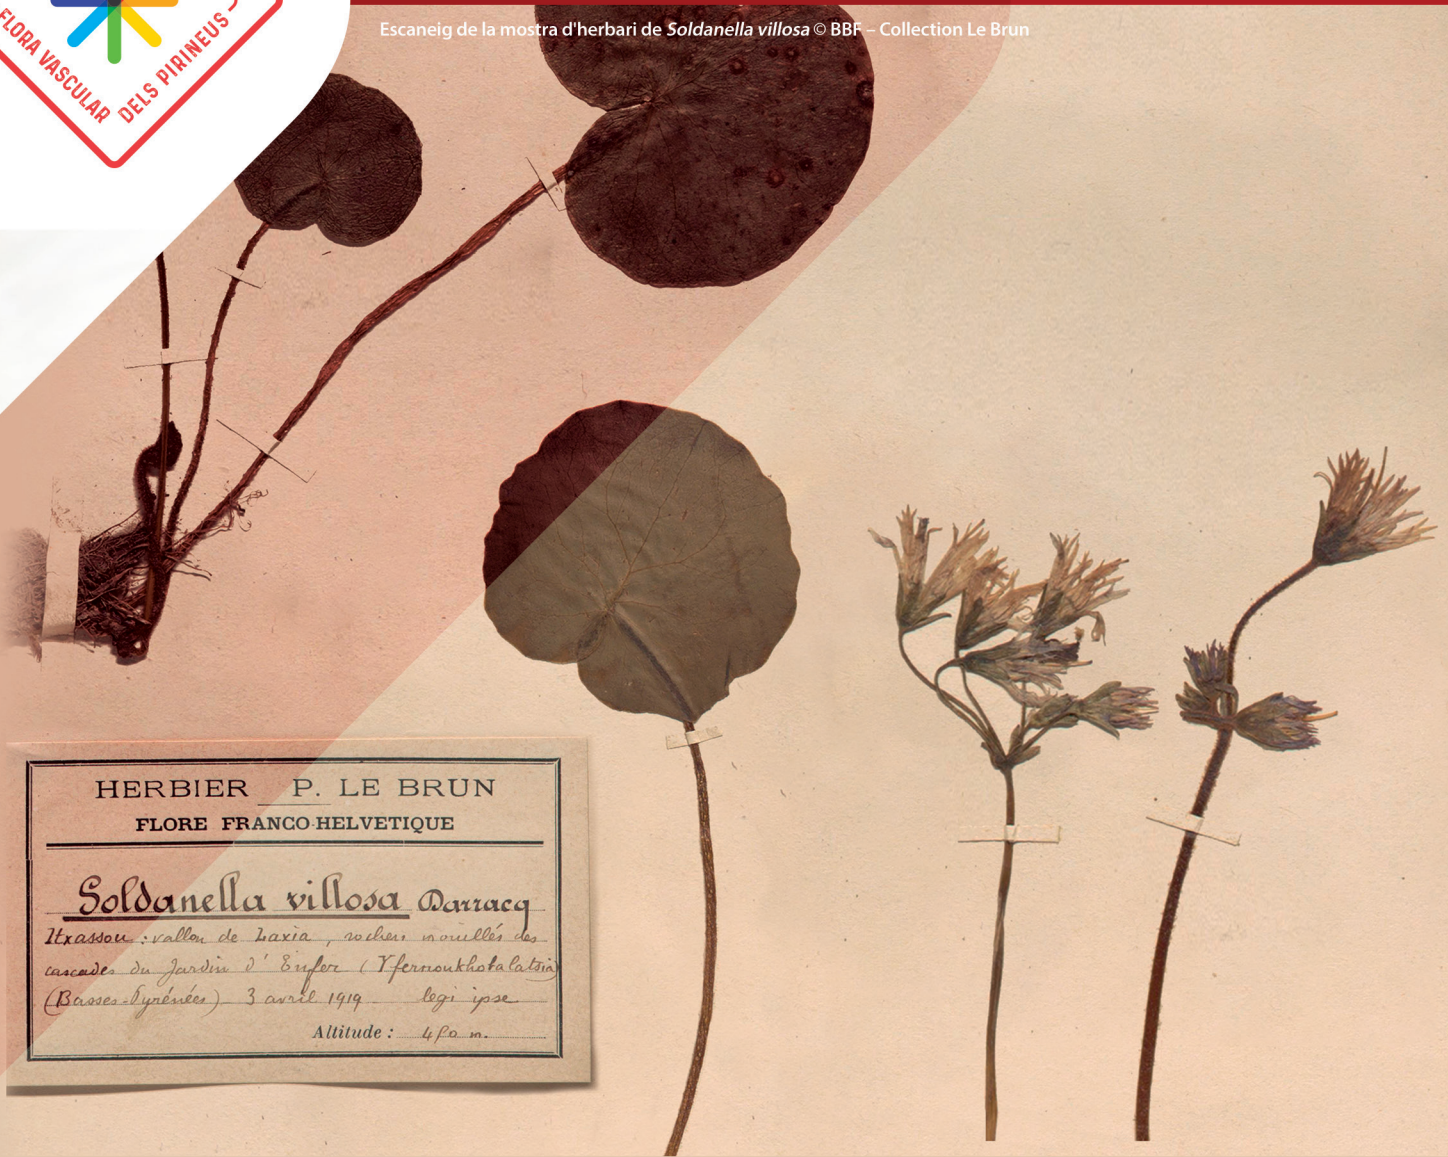 Escaneig de la mostra d'herbari de Soldanella villosa © BBF – Collection Le Brun
FLORA VASCULAR DELS PIRINEUS
HERBIER P. LE BRUN
FLORE FRANCO-HELVETIQUE
Soldanella villosa Darracq
Itxassou : vallon de Laxia, rochers mouillés des
cascades du Jardin d'Enfer (Yfernoukhotalatsia)
(Basses-Pyrénées) - 3 avril 1919 legi ipse
Altitude : m.